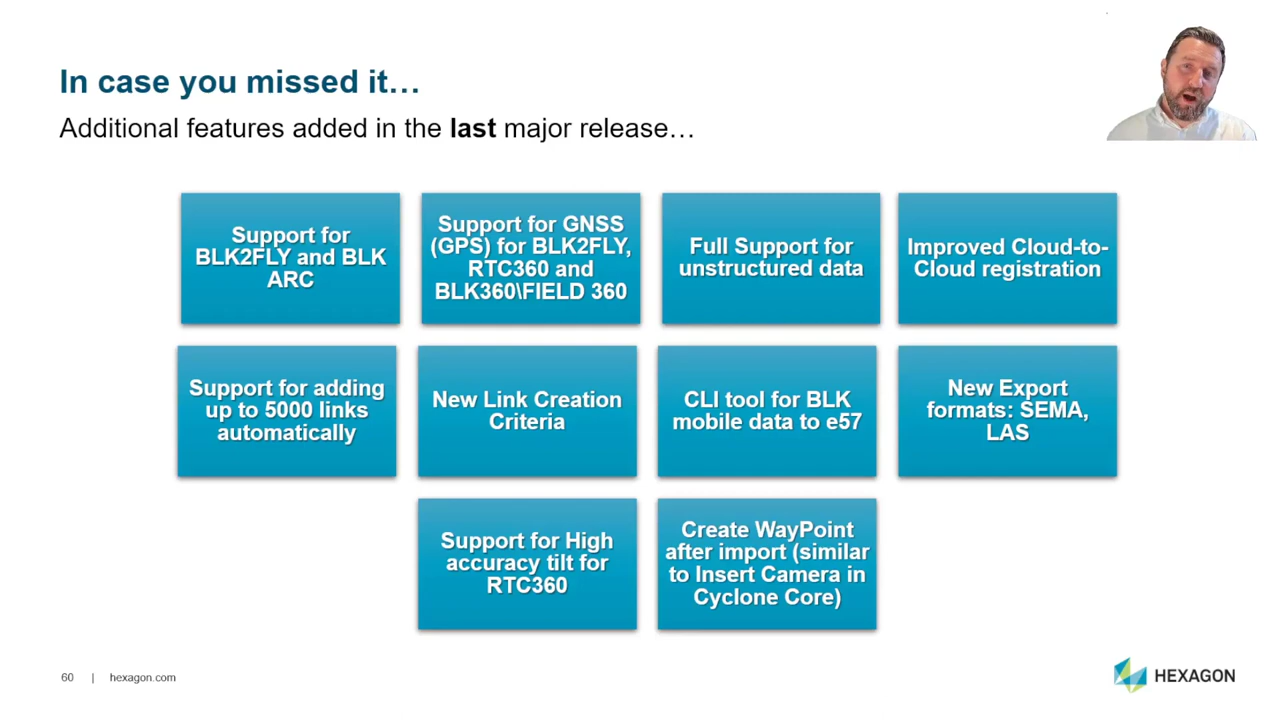 In case you missed it…
Additional features added in the last major release…
Support for
BLK2FLY and BLK
ARC
Support for GNSS
(GPS) for BLK2FLY,
RTC360 and
BLK360\FIELD 360
Full Support for
unstructured data
Improved Cloud-to-
Cloud registration
Support for adding
up to 5000 links
automatically
New Link Creation
Criteria
CLI tool for BLK
mobile data to e57
New Export
formats: SEMA,
LAS
Support for High
accuracy tilt for
RTC360
Create WayPoint
after import (similar
to Insert Camera in
Cyclone Core)
60 | hexagon.com
HEXAGON